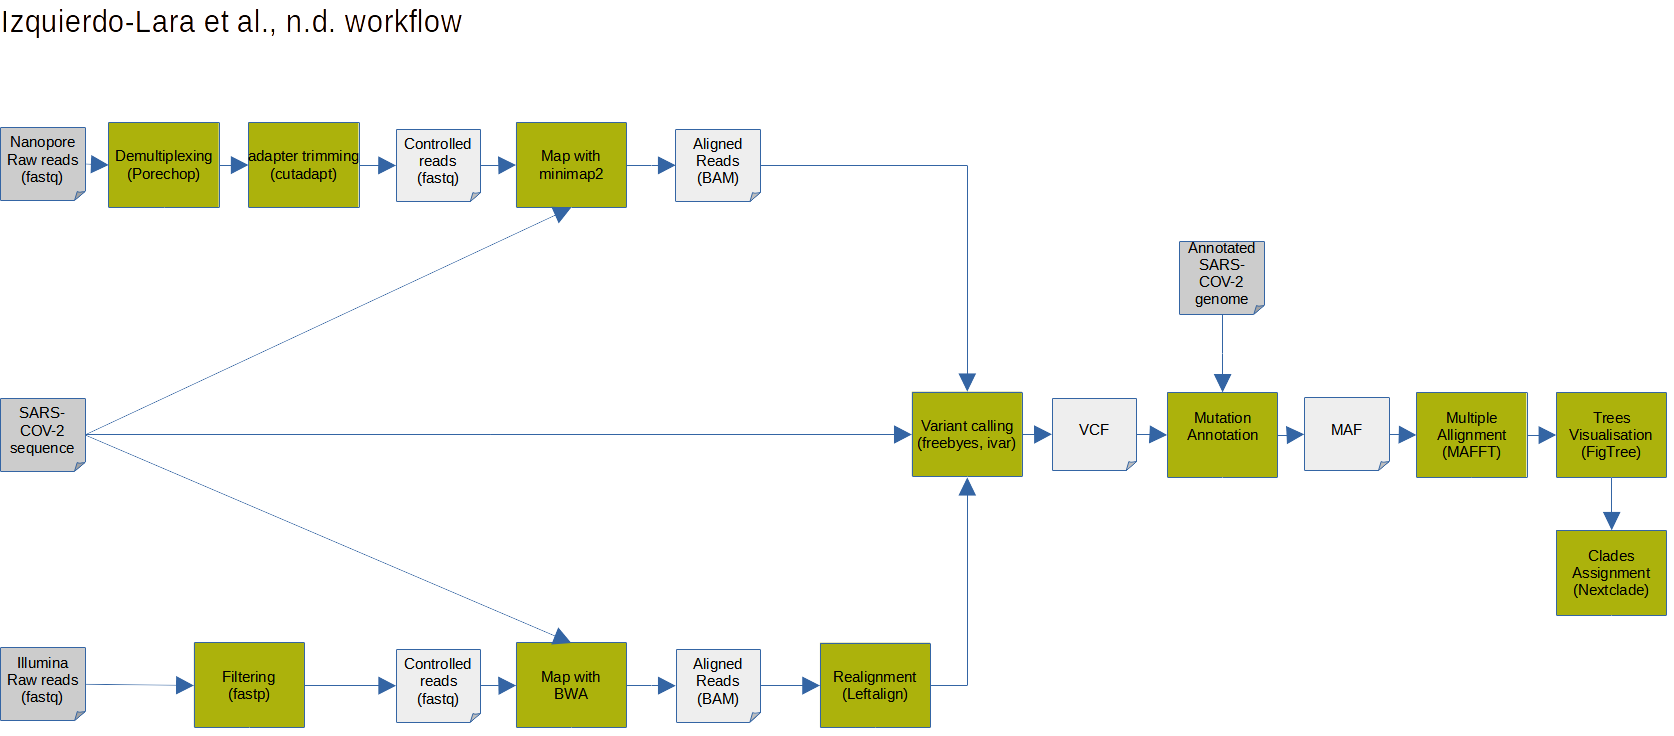 Izquierdo-Lara et al., n.d. workflow
Nanopore
Raw reads
(fastq)
Demultiplexing
(Porechop)
adapter trimming
(cutadapt)
Controlled
reads
(fastq)
Map with
minimap2
Aligned
Reads
(BAM)
Annotated
SARS-
COV-2
genome
SARS-
COV-2
sequence
Variant calling
(freebyes, ivar)
VCF
Mutation
Annotation
MAF
Multiple
Allignment
(MAFFT)
Trees
Visualisation
(FigTree)
Clades
Assignment
(Nextclade)
Illumina
Raw reads
(fastq)
Filtering
(fastp)
Controlled
reads
(fastq)
Map with
BWA
Aligned
Reads
(BAM)
Realignment
(Leftalign)